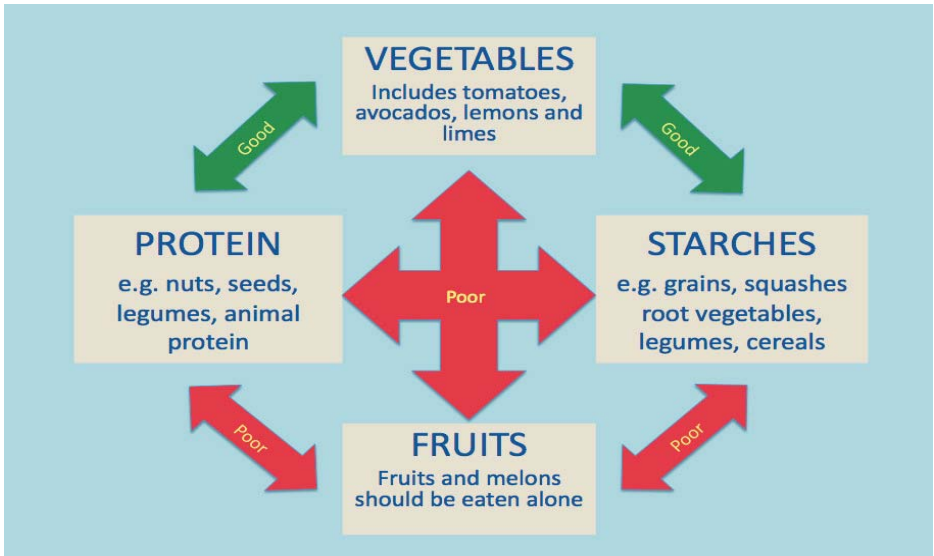 VEGETABLES
Includes tomatoes,
avocados, lemons and
limes
Good
Good
PROTEIN
e.g. nuts, seeds,
legumes, animal
protein
Poor
STARCHES
e.g. grains, squashes
root vegetables,
legumes, cereals
Poor
Poor
FRUITS
Fruits and melons
should be eaten alone